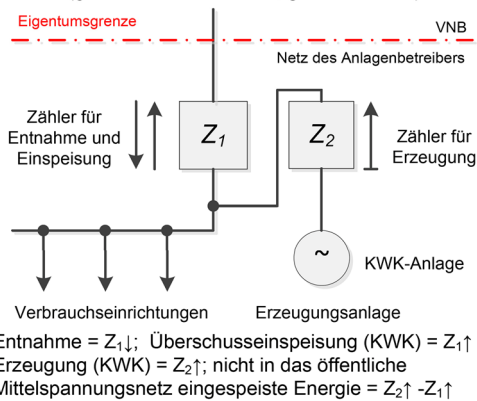 Eigentumsgrenze
VNB
Netz des Anlagenbetreibers
Zähler für
Entnahme und
Einspeisung
Z1
Z2
Zähler für
Erzeugung
~
KWK-Anlage
Verbrauchseinrichtungen
Erzeugungsanlage
Entnahme = Z1↓; Überschusseinspeisung (KWK) = Z1↑
Erzeugung (KWK) = Z2↑; nicht in das öffentliche
Mittelspannungsnetz eingespeiste Energie = Z2↑ -Z1↑